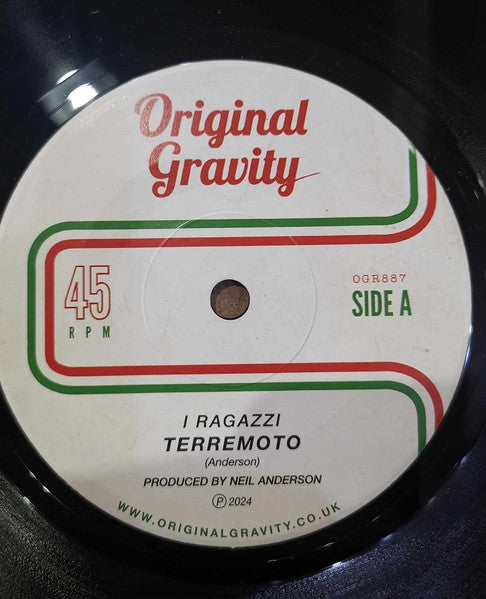 Original
Gravity
45
RPM
OGR887
SIDE A
I RAGAZZI
TERREMOTO
(Anderson)
PRODUCED BY NEIL ANDERSON
℗ 2024
WWW.ORIGINALGRAVITY.CO.UK